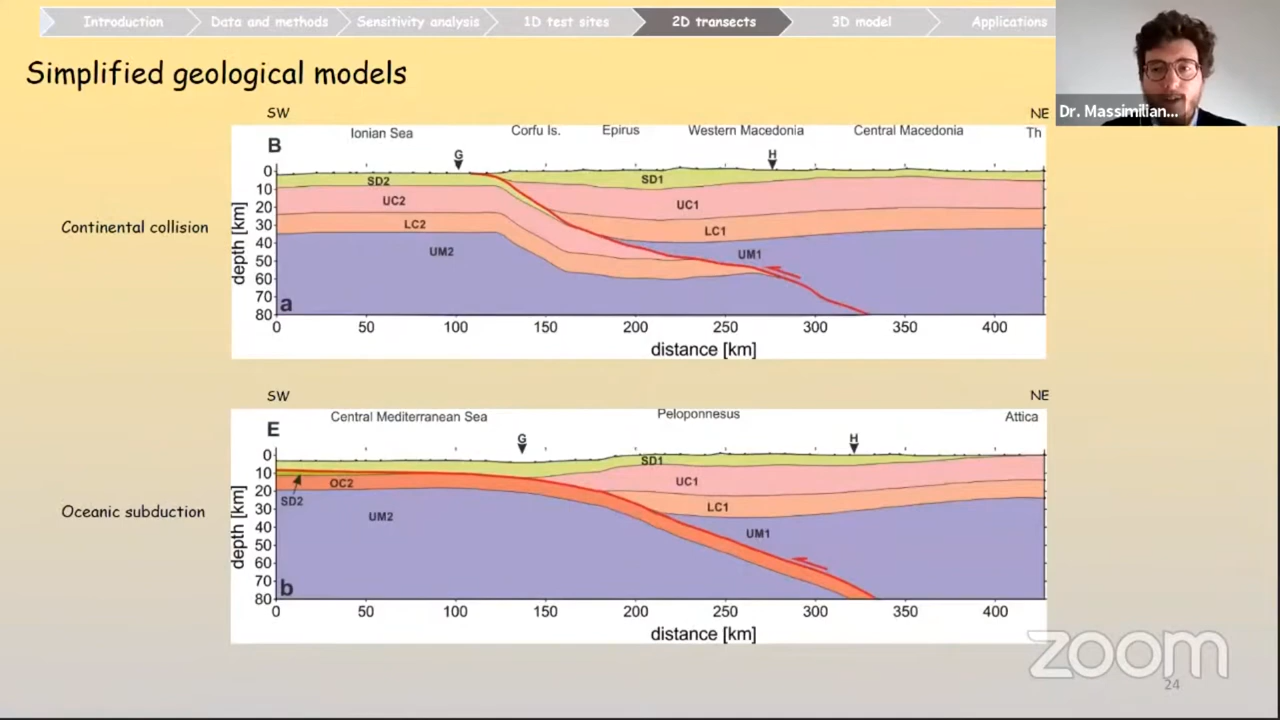 Introduction Data and methods Sensitivity analysis 1D test sites 2D transects 3D model Applications
Dr. Massimilian...
Simplified geological models
SW NE
B Ionian Sea Corfu Is. Epirus Western Macedonia Central Macedonia Th
G H
Continental collision
depth [km]
0
10
20
30
40
50
60
70
80
SD2 SD1
UC2 UC1
LC2 LC1
UM2 UM1
a
0 50 100 150 200 250 300 350 400
distance [km]
SW NE
E Central Mediterranean Sea Peloponnesus Attica
G H
Oceanic subduction
depth [km]
0
10
20
30
40
50
60
70
80
SD1
OC2 UC1
SD2 LC1
UM2 UM1
b
0 50 100 150 200 250 300 350 400
distance [km]
zoom
24